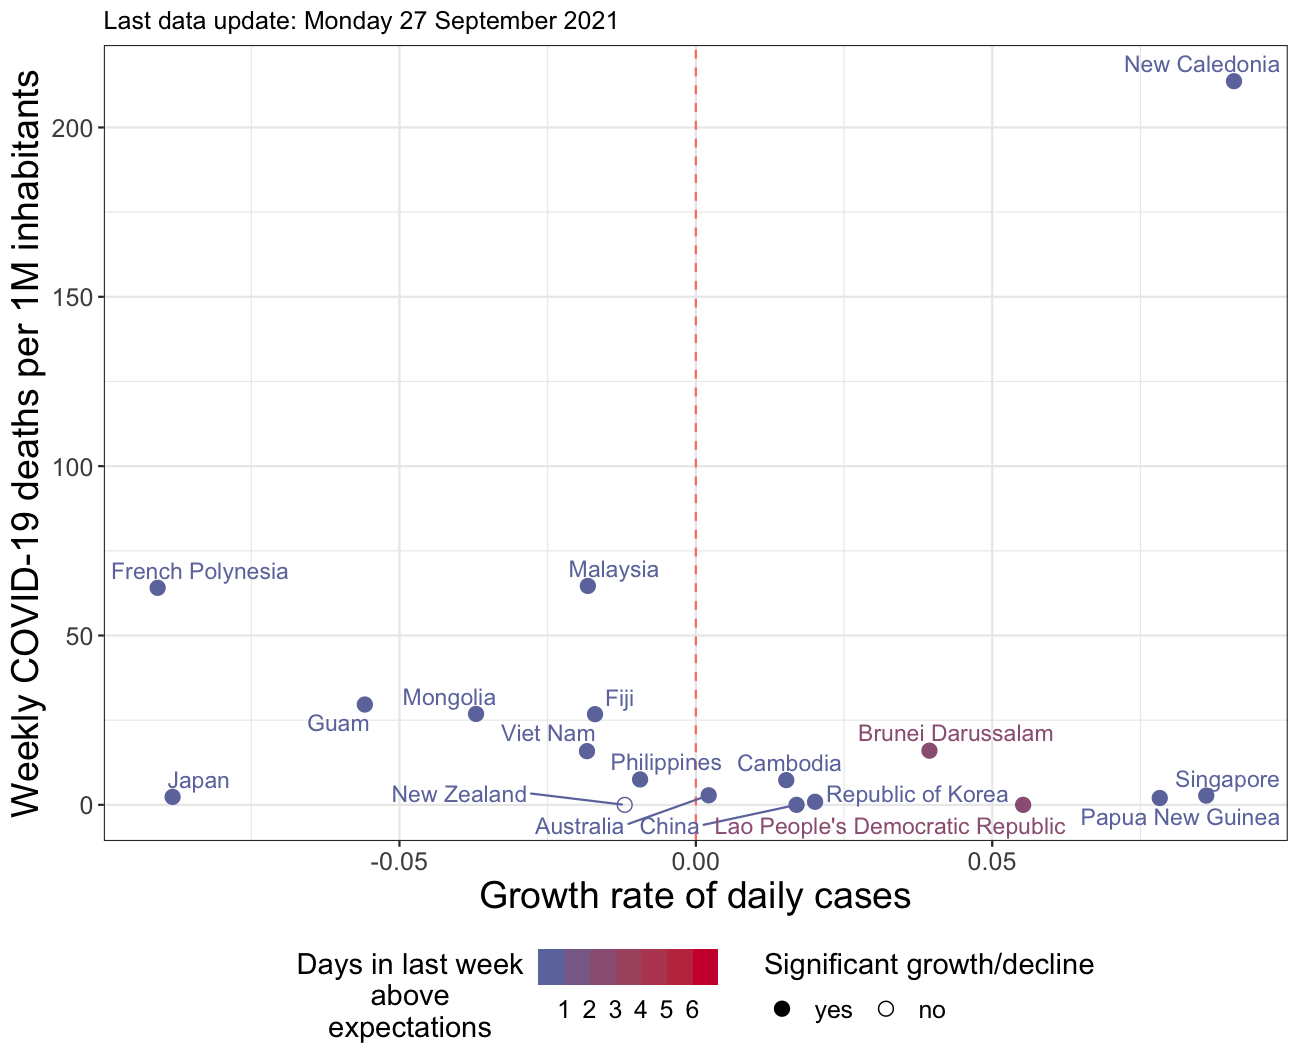 Last data update: Monday 27 September 2021
Weekly COVID-19 deaths per 1M inhabitants
200
150
100
50
0
New Caledonia
French Polynesia
Malaysia
Mongolia
Fiji
Guam
Viet Nam
Brunei Darussalam
Philippines
Cambodia
Japan
Singapore
New Zealand
Republic of Korea
Papua New Guinea
Australia
China
Lao People's Democratic Republic
-0.05
0.00
0.05
Growth rate of daily cases
Days in last week
above
expectations
1 2 3 4 5 6
Significant growth/decline
yes
no